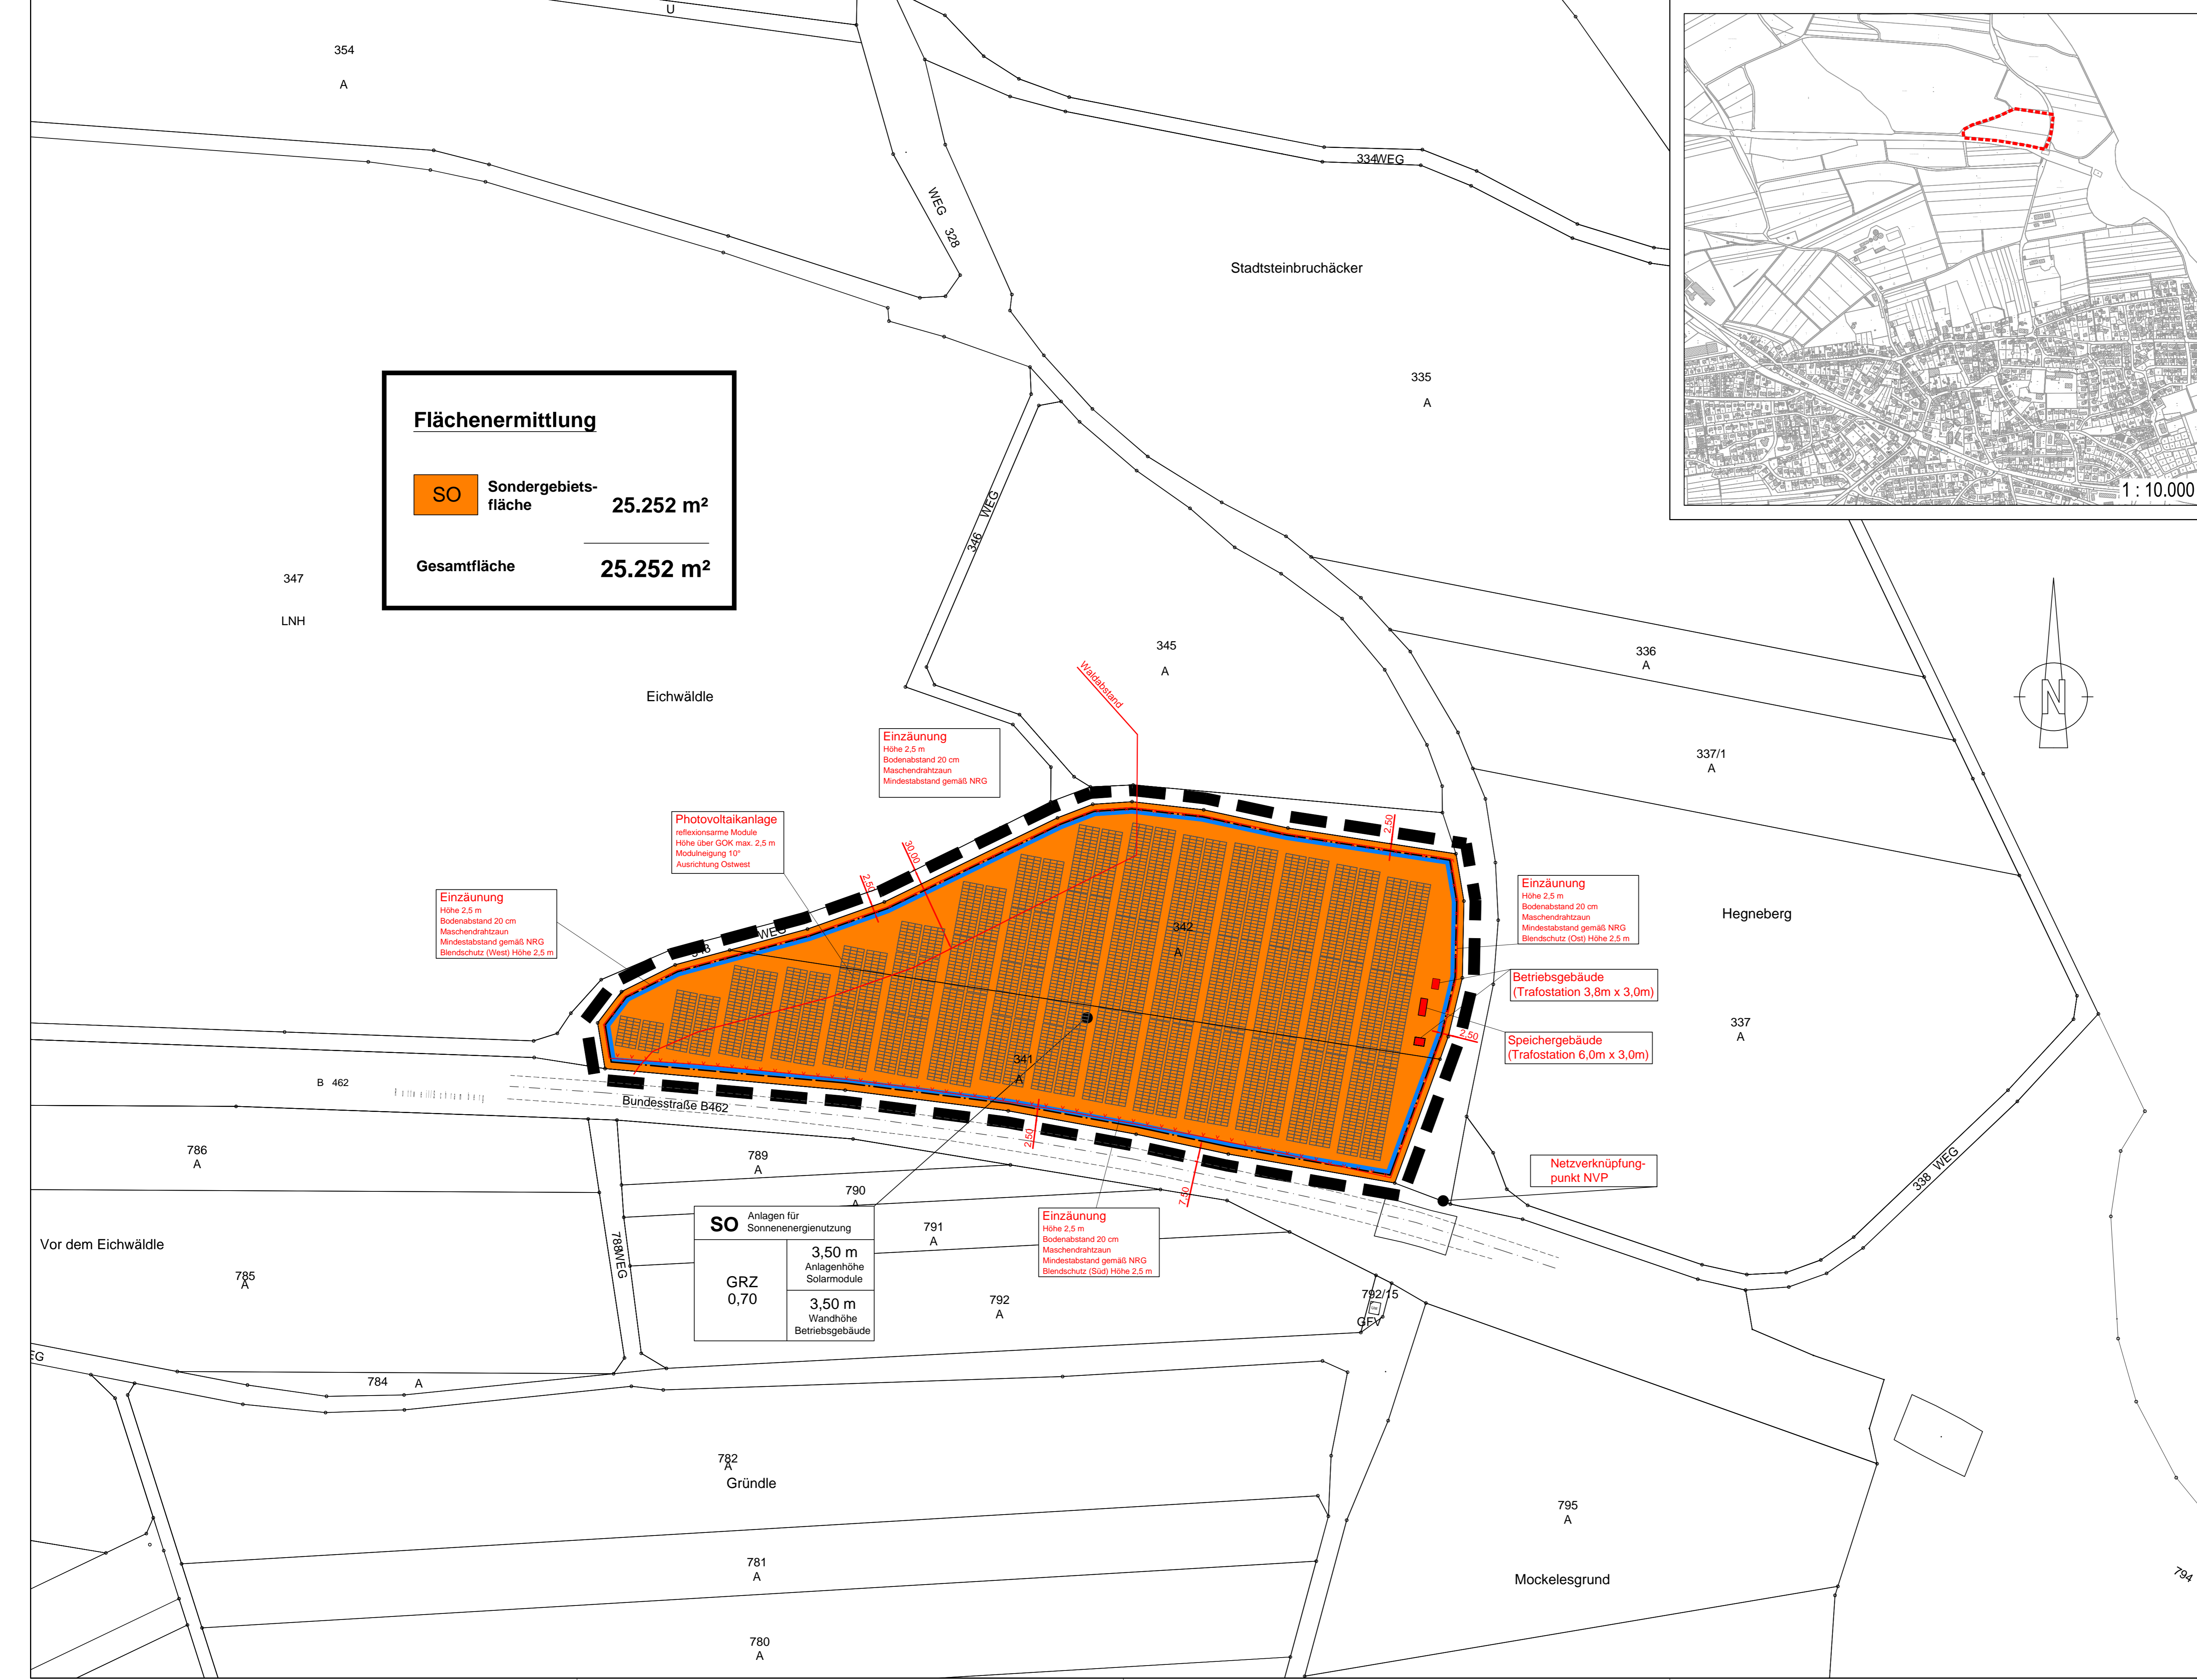 U
354
A
334WEG
WEG 328
Stadtsteinbruchäcker
1 : 10.000
335
A
Flächenermittlung
SO
Sondergebiets-
fläche
25.252 m²
Gesamtfläche
25.252 m²
346 WEG
347
LNH
Eichwäldle
345
A
Waldabstand
336
A
N
337/1
A
Einzäunung
Höhe 2,5 m
Bodenabstand 20 cm
Maschendrahtzaun
Mindestabstand gemäß NRG
Photovoltaikanlage
reflexionsarme Module
Höhe über GOK max. 2,5 m
Modulneigung 10°
Ausrichtung Ostwest
30,00
2,50
2,50
Einzäunung
Höhe 2,5 m
Bodenabstand 20 cm
Maschendrahtzaun
Mindestabstand gemäß NRG
Blendschutz (West) Höhe 2,5 m
WEG
342
A
Einzäunung
Höhe 2,5 m
Bodenabstand 20 cm
Maschendrahtzaun
Mindestabstand gemäß NRG
Blendschutz (Ost) Höhe 2,5 m
Hegneberg
Betriebsgebäude
(Trafostation 3,8m x 3,0m)
337
A
2,50
Speichergebäude
(Trafostation 6,0m x 3,0m)
341
A
B 462
Bundesstraße B462
2,50
7,50
786
A
789
A
790
A
Netzverknüpfung-
punkt NVP
338 WEG
Vor dem Eichwäldle
788WEG
SO
Anlagen für
Sonnenenergienutzung
GRZ
0,70
3,50 m
Anlagenhöhe
Solarmodule
3,50 m
Wandhöhe
Betriebsgebäude
791
A
Einzäunung
Höhe 2,5 m
Bodenabstand 20 cm
Maschendrahtzaun
Mindestabstand gemäß NRG
Blendschutz (Süd) Höhe 2,5 m
785
A
792
A
792/15
GFV
EG
784 A
782
A
Gründle
795
A
781
A
Mockelesgrund
794
780
A